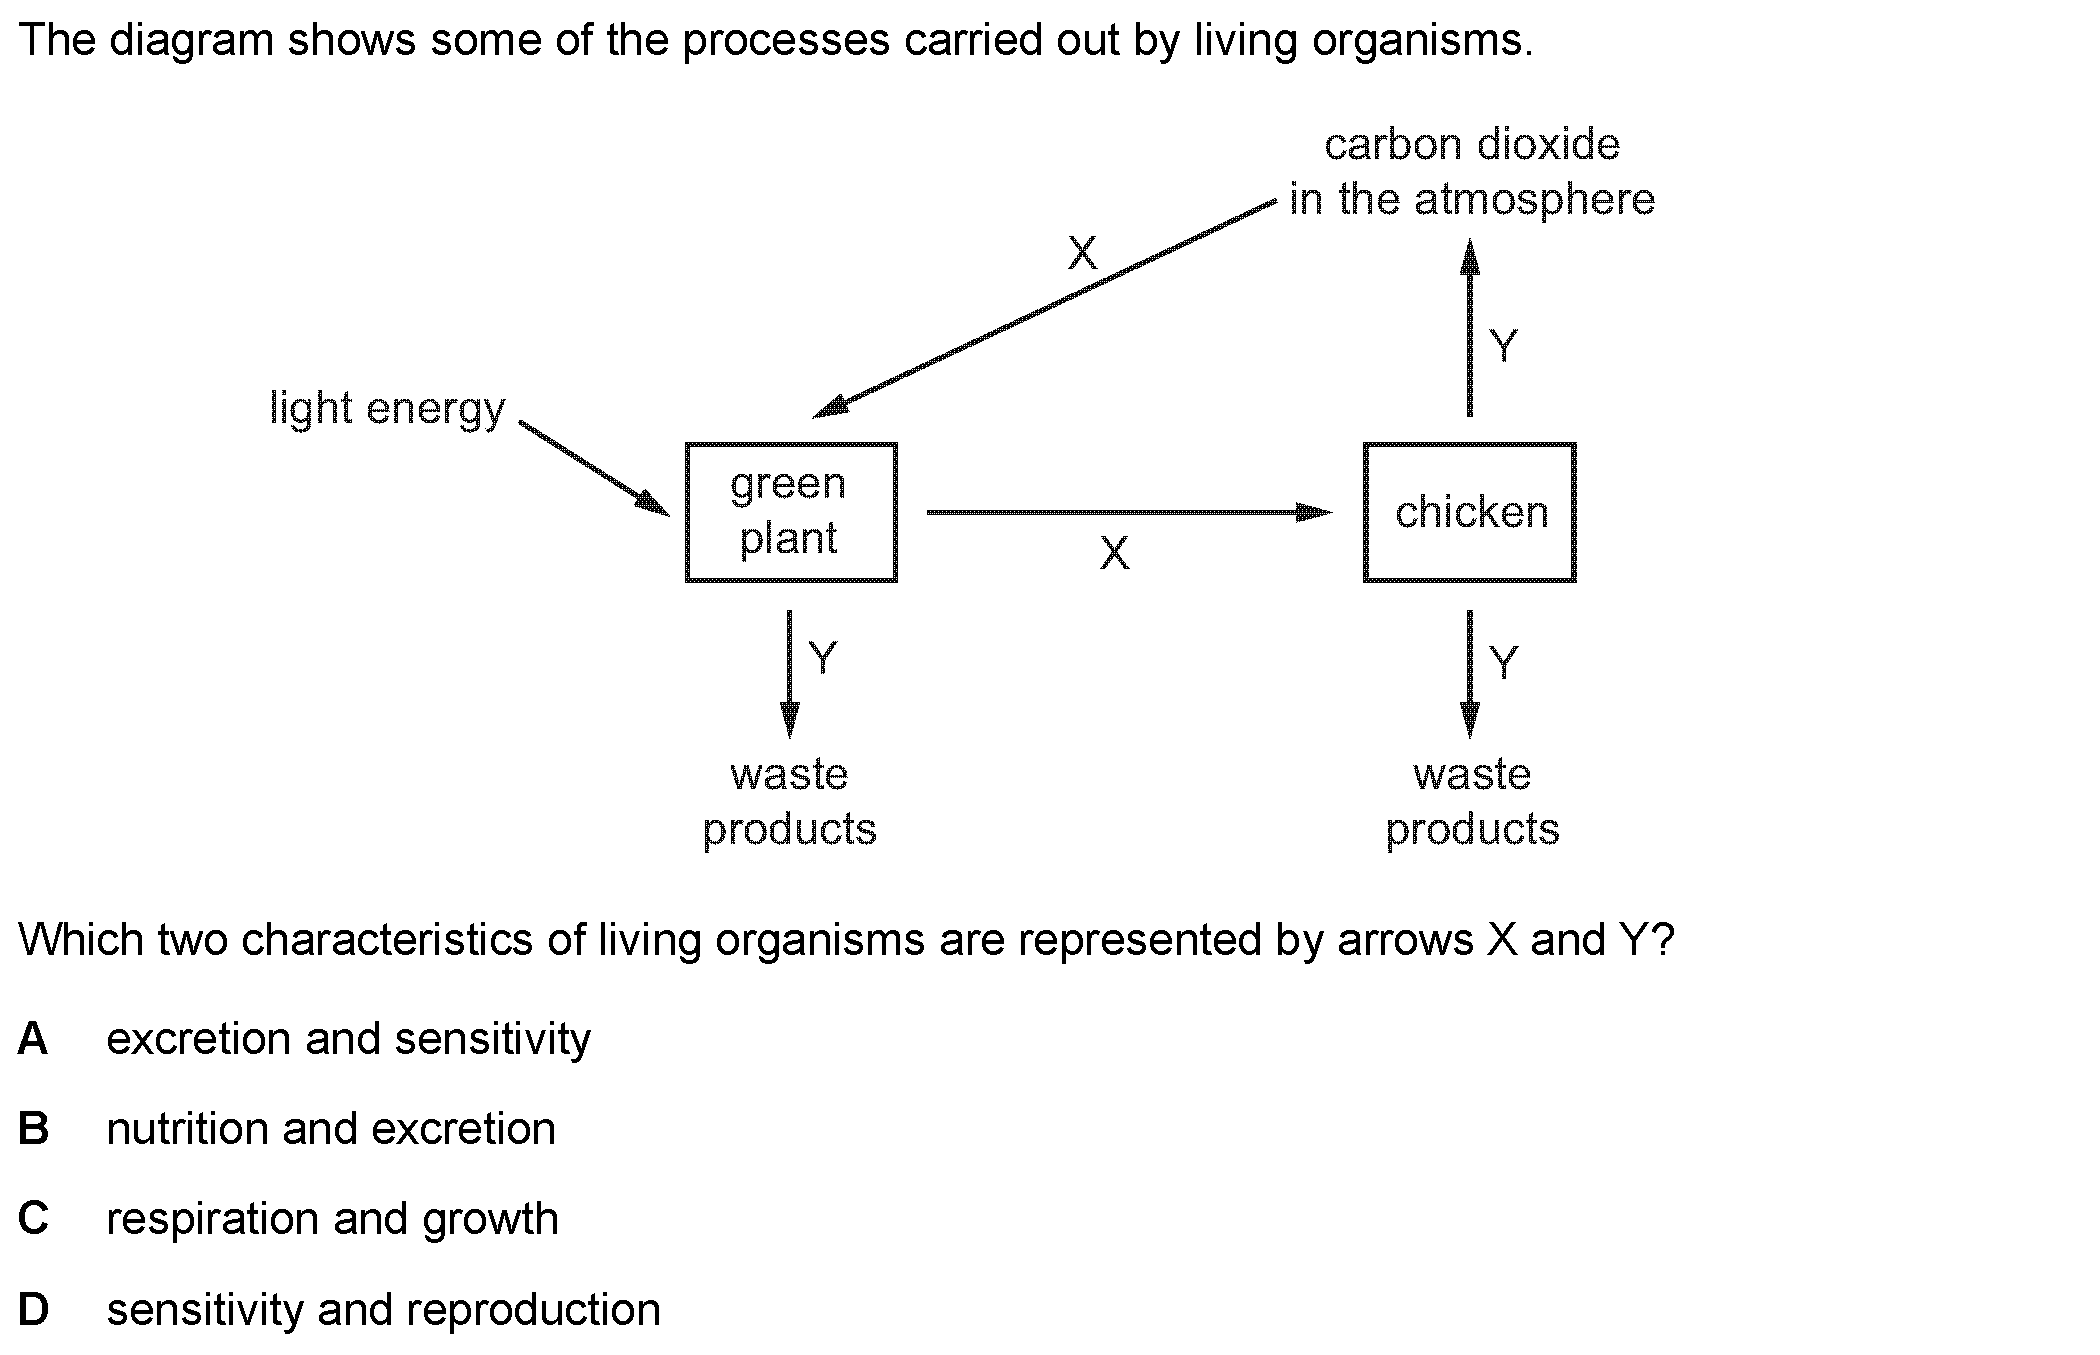 The diagram shows some of the processes carried out by living organisms.
carbon dioxide
in the atmosphere
X
Y
light energy
green
plant
chicken
X
Y
Y
waste
products
waste
products
Which two characteristics of living organisms are represented by arrows X and Y?
A excretion and sensitivity
B nutrition and excretion
C respiration and growth
D sensitivity and reproduction